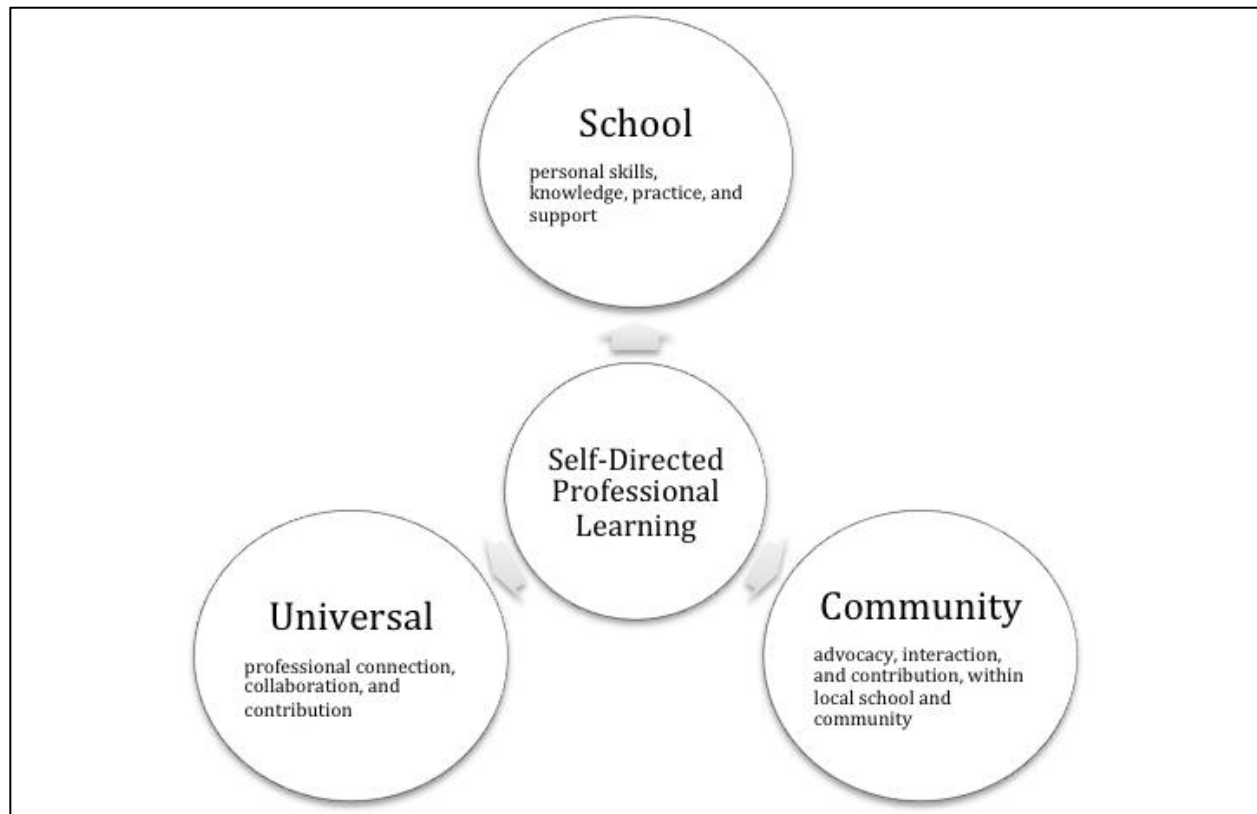 School
personal skills,
knowledge, practice, and
support
Self-Directed
Professional
Learning
Universal
professional connection,
collaboration, and
contribution
Community
advocacy, interaction,
and contribution, within
local school and
community